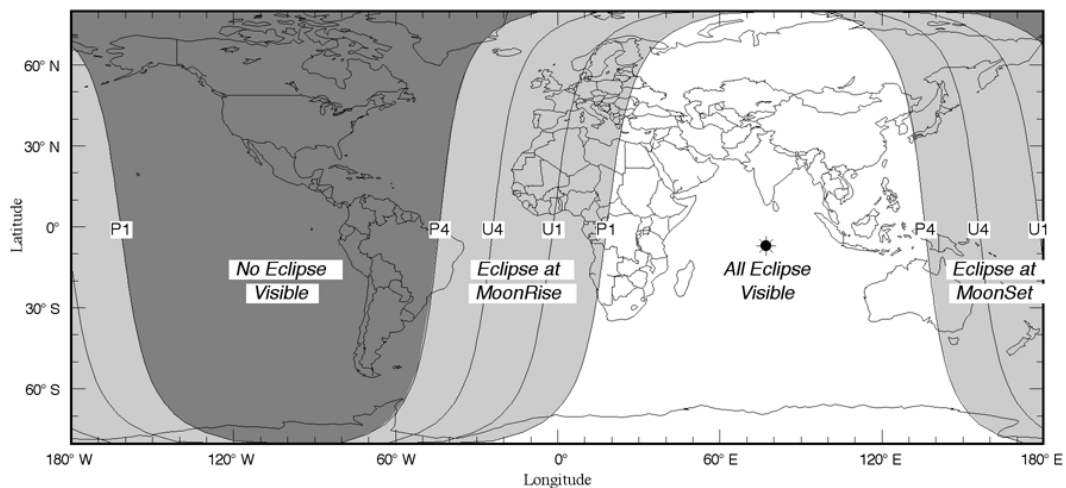 60° N
30° N
0°
30° S
60° S
Latitude
P1
P4
U4
U1
P1
P4
U4
U1
No Eclipse
Visible
Eclipse at
MoonRise
All Eclipse
Visible
Eclipse at
MoonSet
180° W
120° W
60° W
0°
60° E
120° E
180° E
Longitude